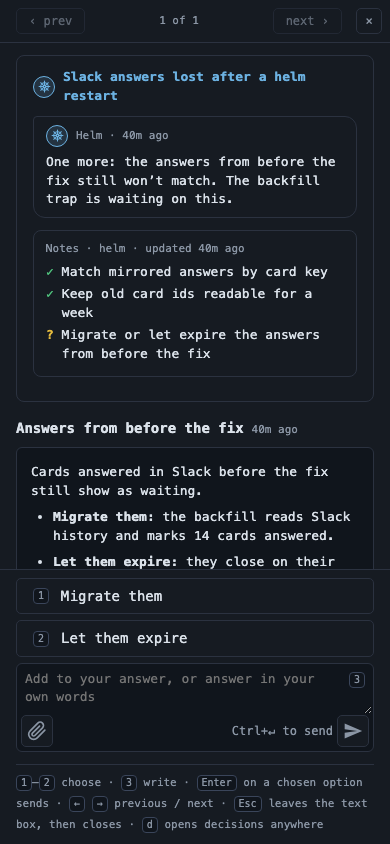 ‹ prev
1 of 1
next ›
×
Slack answers lost after a helm
restart
Helm · 40m ago
One more: the answers from before the
fix still won’t match. The backfill
trap is waiting on this.
Notes · helm · updated 40m ago
✓ Match mirrored answers by card key
✓ Keep old card ids readable for a
week
? Migrate or let expire the answers
from before the fix
Answers from before the fix 40m ago
Cards answered in Slack before the fix
still show as waiting.
• Migrate them: the backfill reads Slack
history and marks 14 cards answered.
• Let them expire: they close on their
1 Migrate them
2 Let them expire
Add to your answer, or answer in your
own words
3
Ctrl+↵ to send
1–2 choose · 3 write · Enter on a chosen option
sends · ← → previous / next · Esc leaves the text
box, then closes · d opens decisions anywhere